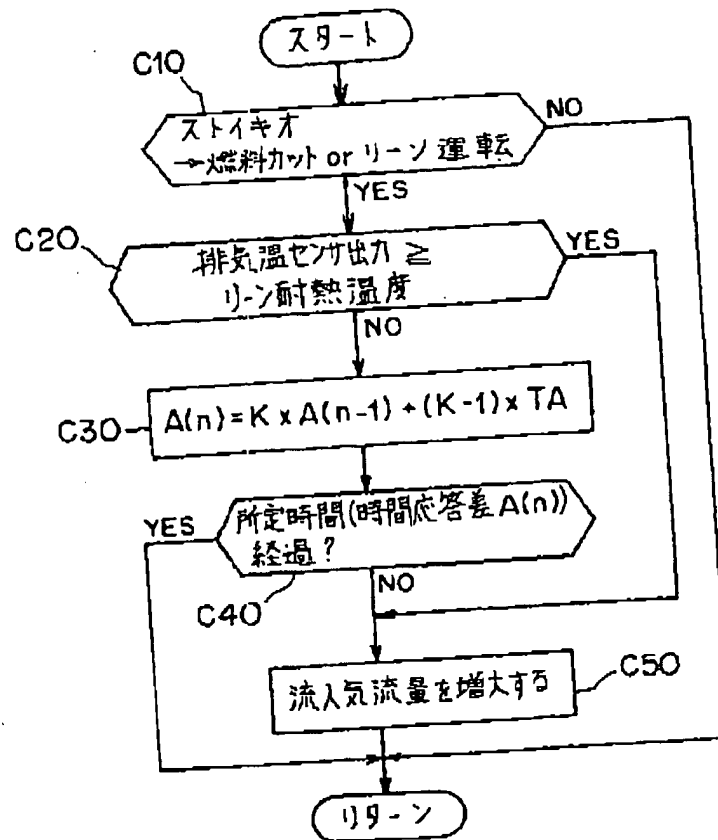 スタート
C10
NO
ストイキオ
→燃料カット or リーン運転
YES
C20
YES
排気温センサ出力 ≧
リーン耐熱温度
NO
C30
A(n)=K×A(n-1)+(K-1)×TA
YES
所定時間(時間応答差A(n))
経過?
NO
C40
C50
流入気流量を増大する
リターン